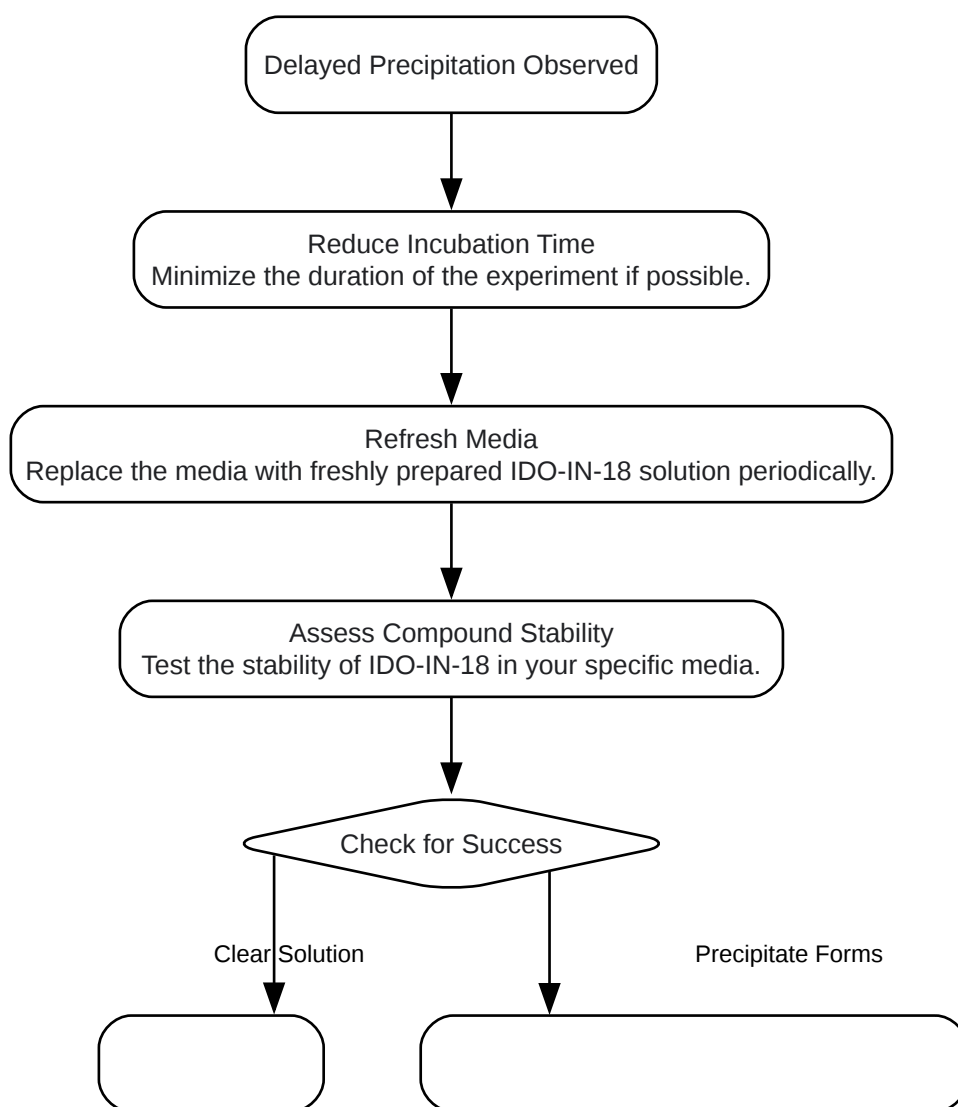 Delayed Precipitation Observed
Reduce Incubation Time
Minimize the duration of the experiment if possible.
Refresh Media
Replace the media with freshly prepared IDO-IN-18 solution periodically.
Assess Compound Stability
Test the stability of IDO-IN-18 in your specific media.
Check for Success
Clear Solution
Precipitate Forms